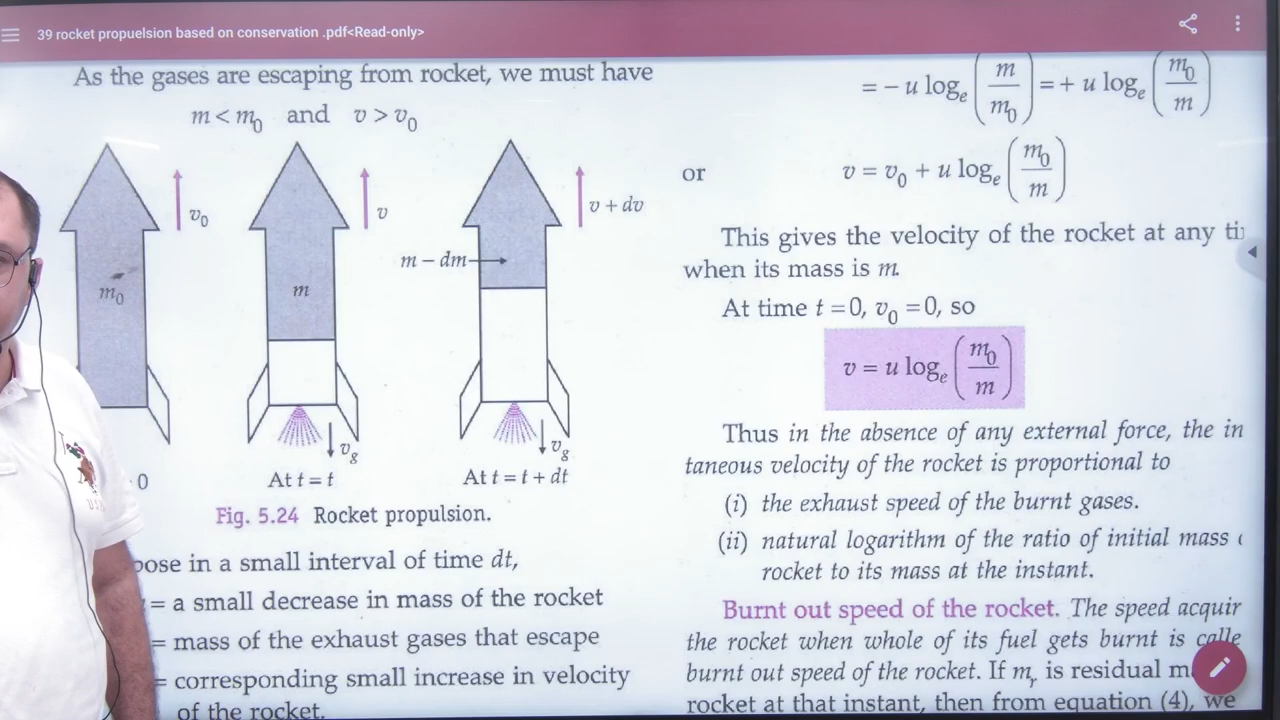 39 rocket propuelsion based on conservation .pdf<Read-only>
As the gases are escaping from rocket, we must have
m < m₀ and v > v₀
v₀
v
v + dv
m − dm
m₀
m
v_g
v_g
0
At t = t
At t = t + dt
Fig. 5.24 Rocket propulsion.
in a small interval of time dt,
= a small decrease in mass of the rocket
= mass of the exhaust gases that escape
= corresponding small increase in velocity
of the rocket.
= − u logₑ (m/m₀) = + u logₑ (m₀/m)
or v = v₀ + u logₑ (m₀/m)
This gives the velocity of the rocket at any
when its mass is m.
At time t = 0, v₀ = 0, so
v = u logₑ (m₀/m)
Thus in the absence of any external force, the in
taneous velocity of the rocket is proportional to
(i) the exhaust speed of the burnt gases.
(ii) natural logarithm of the ratio of initial mass
rocket to its mass at the instant.
Burnt out speed of the rocket. The speed acquir
the rocket when whole of its fuel gets burnt is calle
burnt out speed of the rocket. If mᵣ is residual
rocket at that instant, then from equation (4), we